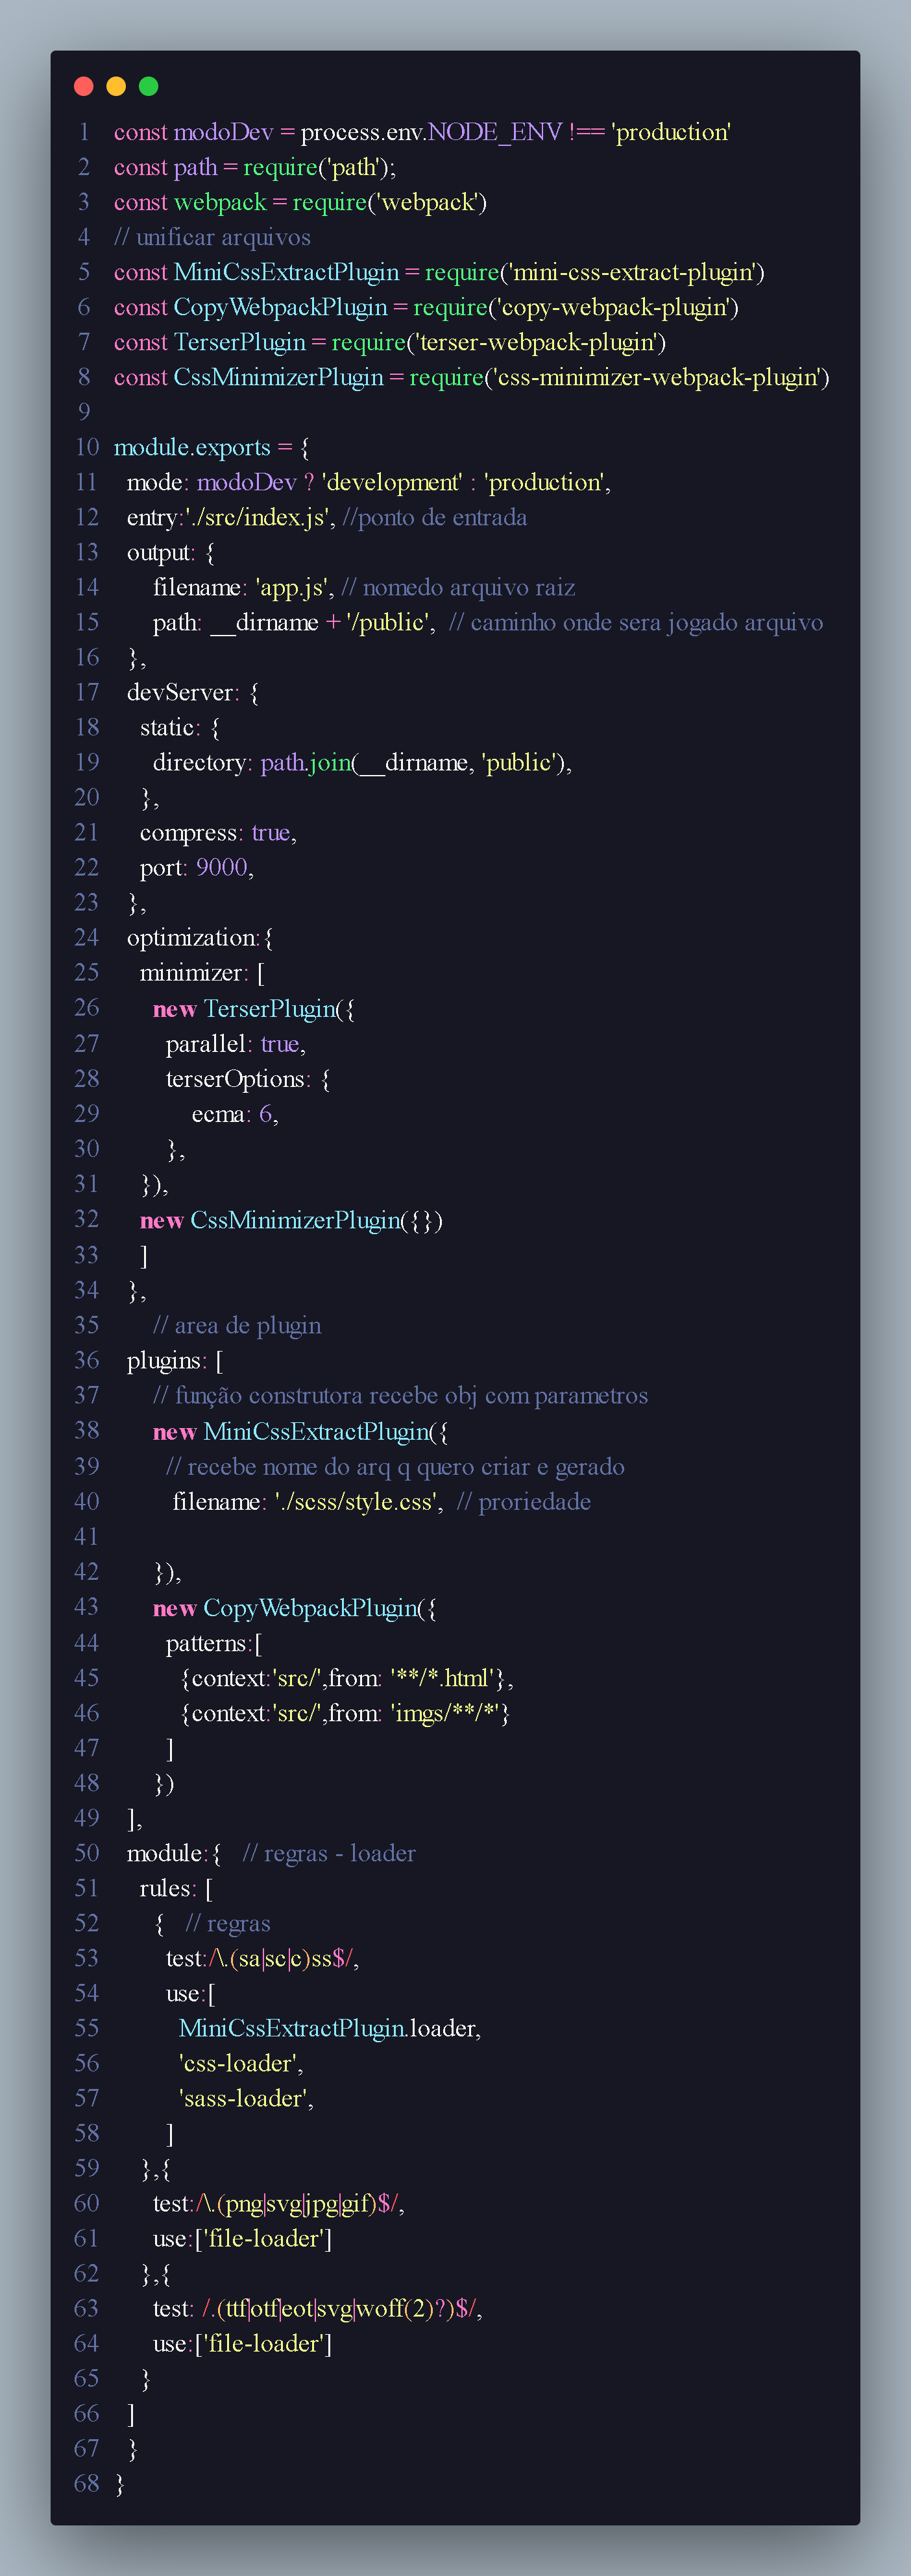 1 const modoDev = process.env.NODE_ENV !== 'production'
2 const path = require('path');
3 const webpack = require('webpack')
4 // unificar arquivos
5 const MiniCssExtractPlugin = require('mini-css-extract-plugin')
6 const CopyWebpackPlugin = require('copy-webpack-plugin')
7 const TerserPlugin = require('terser-webpack-plugin')
8 const CssMinimizerPlugin = require('css-minimizer-webpack-plugin')
9
10 module.exports = {
11   mode: modoDev ? 'development' : 'production',
12   entry:'./src/index.js', //ponto de entrada
13   output: {
14       filename: 'app.js', // nomedo arquivo raiz
15       path: __dirname + '/public',  // caminho onde sera jogado arquivo
16   },
17   devServer: {
18     static: {
19       directory: path.join(__dirname, 'public'),
20     },
21     compress: true,
22     port: 9000,
23   },
24   optimization:{
25     minimizer: [
26       new TerserPlugin({
27         parallel: true,
28         terserOptions: {
29             ecma: 6,
30         },
31     }),
32     new CssMinimizerPlugin({})
33     ]
34   },
35       // area de plugin
36   plugins: [
37       // função construtora recebe obj com parametros
38       new MiniCssExtractPlugin({
39         // recebe nome do arq q quero criar e gerado
40          filename: './scss/style.css',  // proriedade
41
42       }),
43       new CopyWebpackPlugin({
44         patterns:[
45           {context:'src/',from: '**/*.html'},
46           {context:'src/',from: 'imgs/**/*'}
47         ]
48       })
49   ],
50   module:{   // regras - loader
51     rules: [
52       {   // regras
53         test:/\.(sa|sc|c)ss$/,
54         use:[
55           MiniCssExtractPlugin.loader,
56           'css-loader',
57           'sass-loader',
58         ]
59     },{
60       test:/\.(png|svg|jpg|gif)$/,
61       use:['file-loader']
62     },{
63       test: /.(ttf|otf|eot|svg|woff(2)?)$/,
64       use:['file-loader']
65     }
66   ]
67   }
68 }